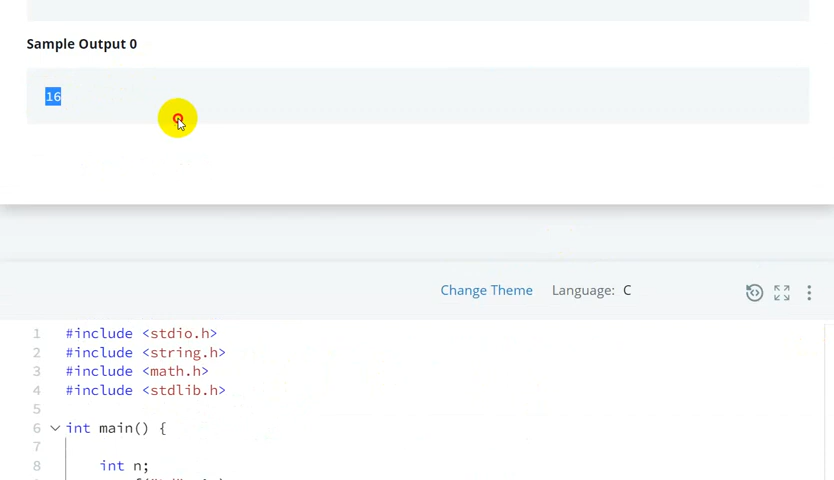 Sample Output 0
16
Change Theme Language: C
1 #include <stdio.h>
2 #include <string.h>
3 #include <math.h>
4 #include <stdlib.h>
5
6 int main() {
7
8 int n;